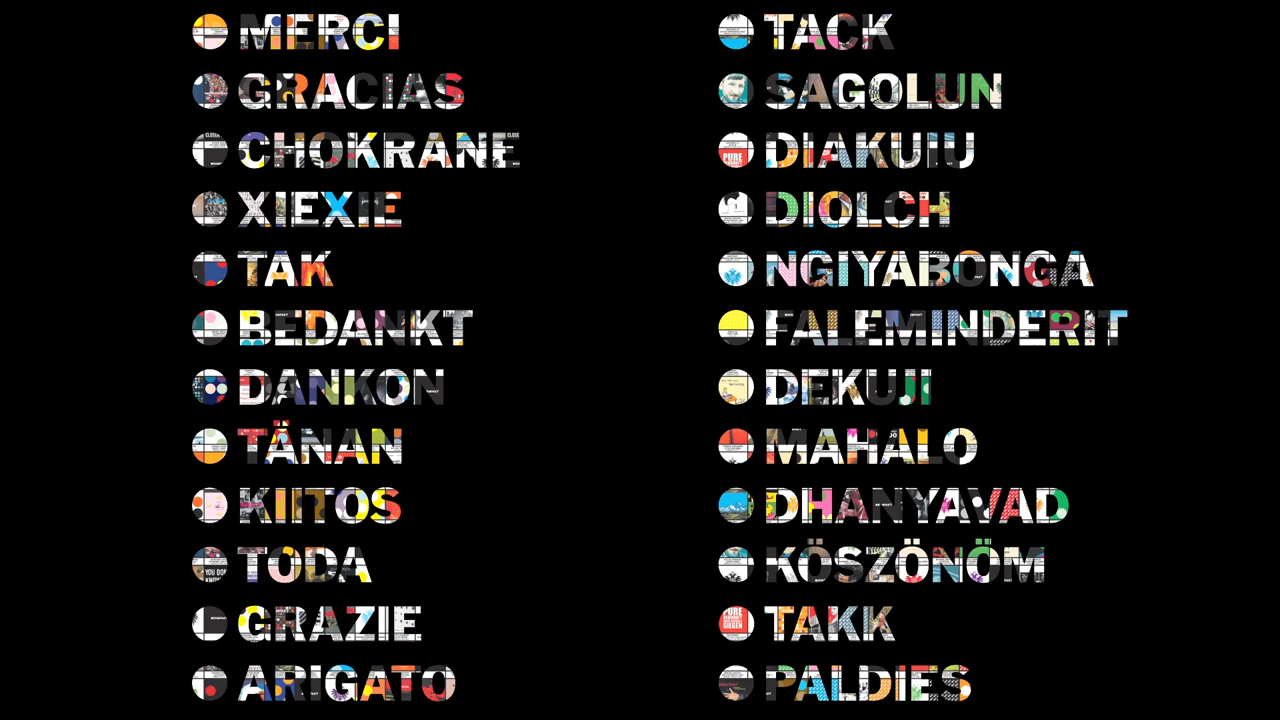 MERCI
GRACIAS
CHOKRANE
XIEXIE
TAK
BEDANKT
DANKON
TÄNAN
KIITOS
TODA
GRAZIE
ARIGATO
TACK
SAGOLUN
DIAKUIU
DIOLCH
NGIYABONGA
FALEMINDERIT
DEKUJI
MAHALO
DHANYAVAD
KÖSZÖNÖM
TAKK
PALDIES